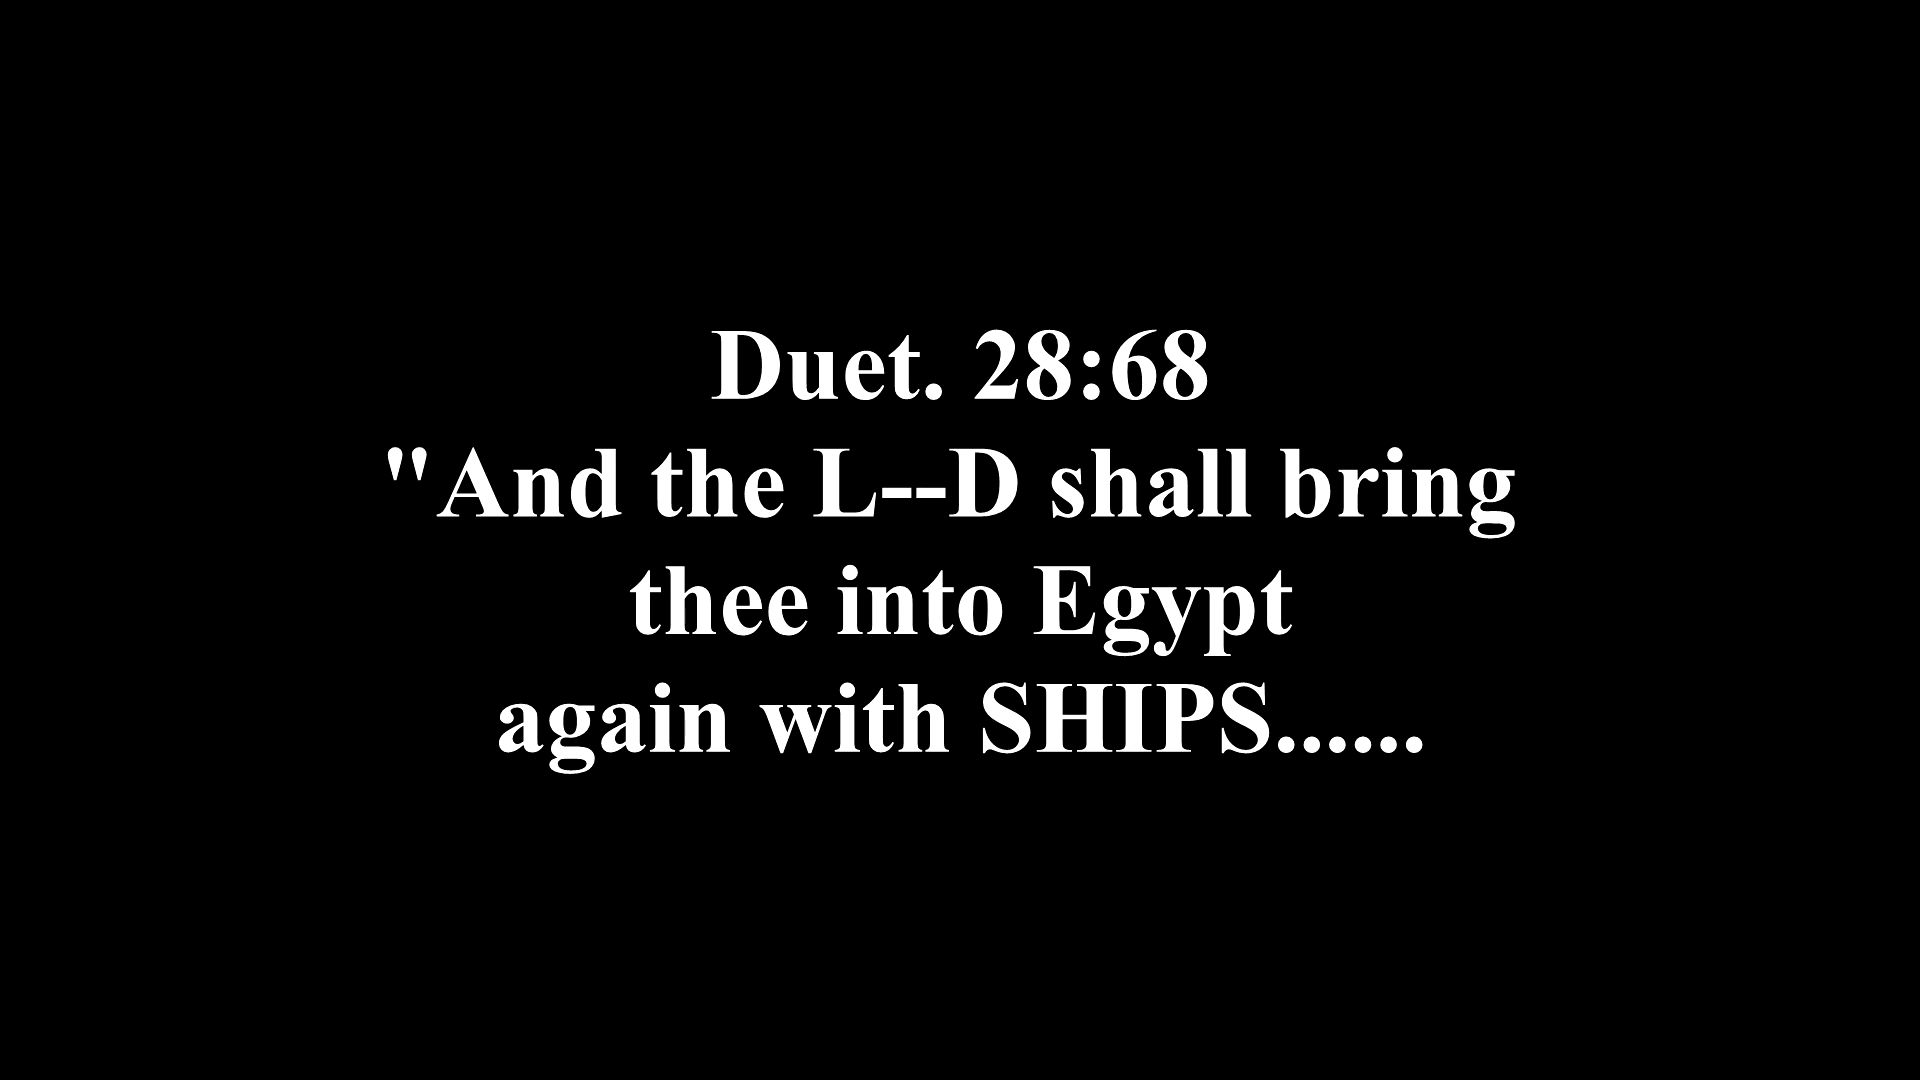 Duet. 28:68
"And the L--D shall bring
thee into Egypt
again with SHIPS......